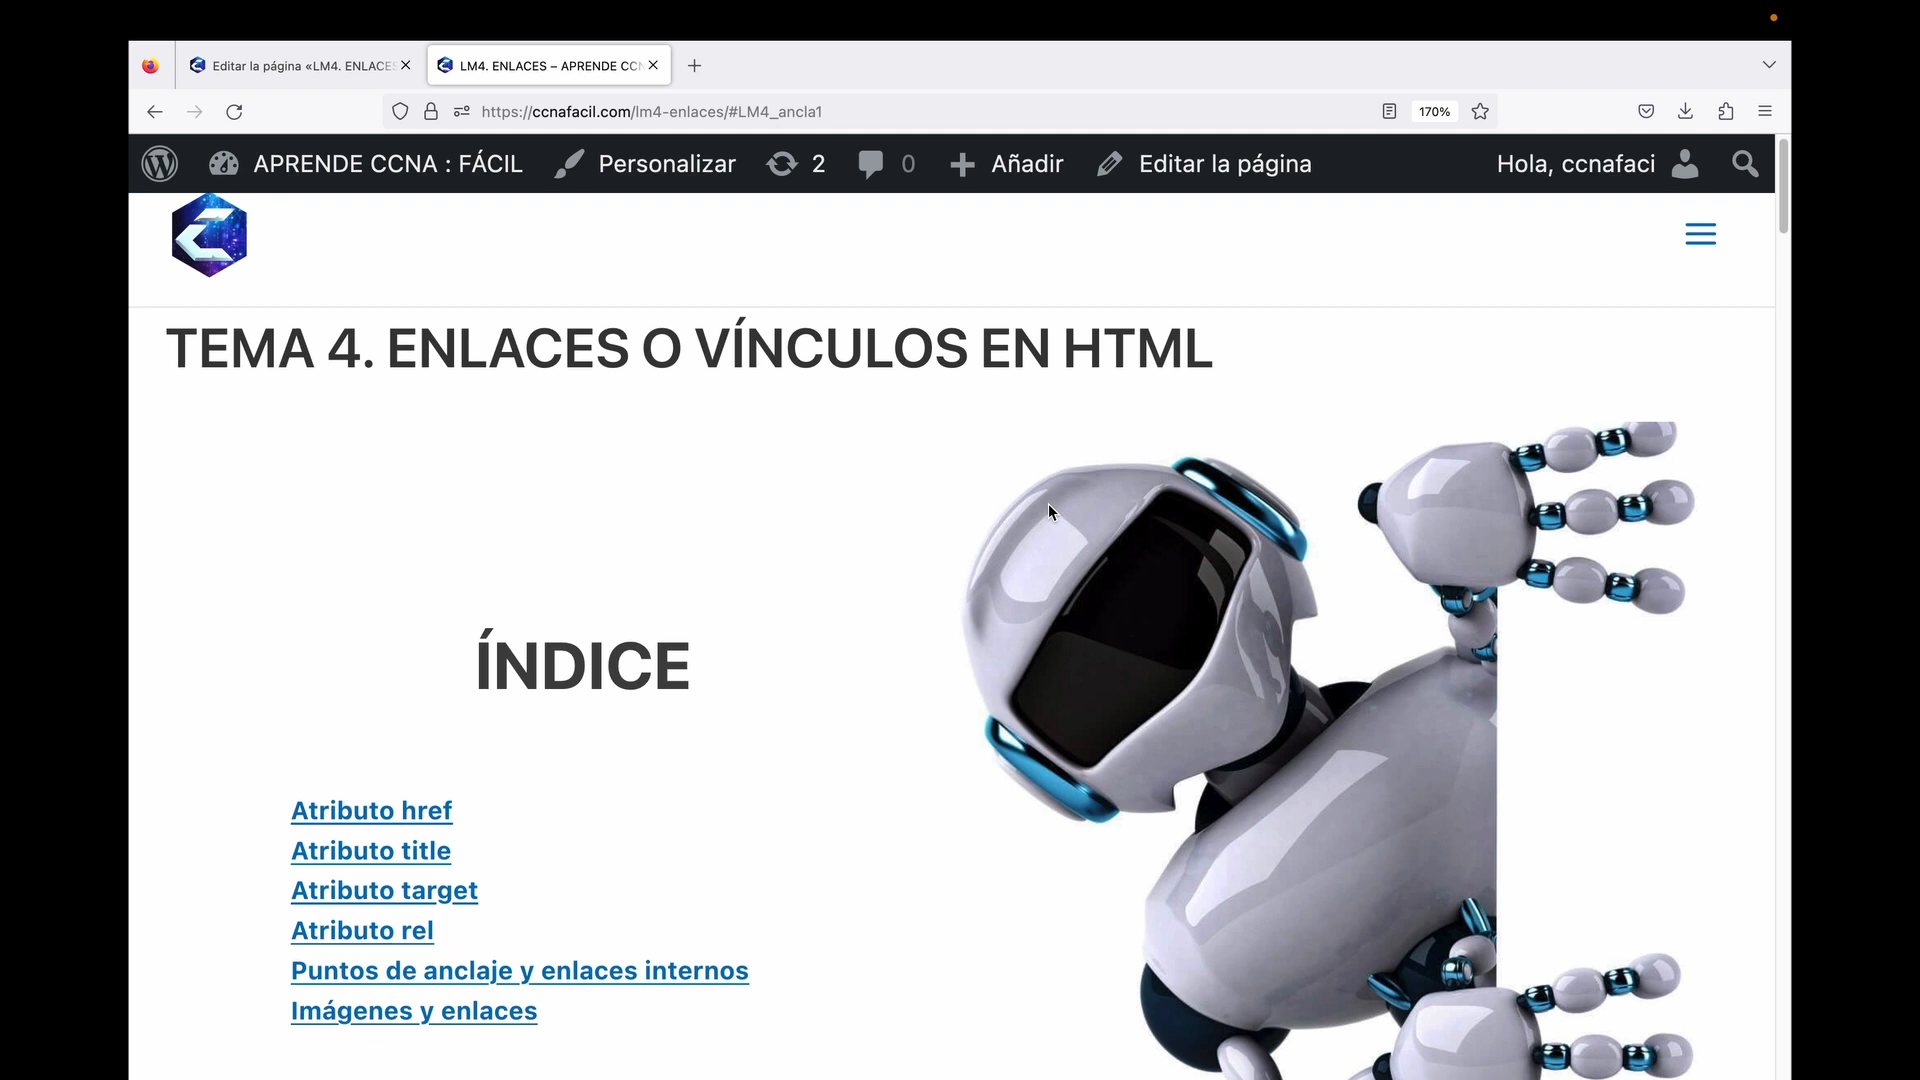 Editar la página «LM4. ENLACES
LM4. ENLACES – APRENDE CCN
https://ccnafacil.com/lm4-enlaces/#LM4_ancla1
170%
APRENDE CCNA : FÁCIL
Personalizar
2
0
Añadir
Editar la página
Hola, ccnafaci
TEMA 4. ENLACES O VÍNCULOS EN HTML
ÍNDICE
Atributo href
Atributo title
Atributo target
Atributo rel
Puntos de anclaje y enlaces internos
Imágenes y enlaces